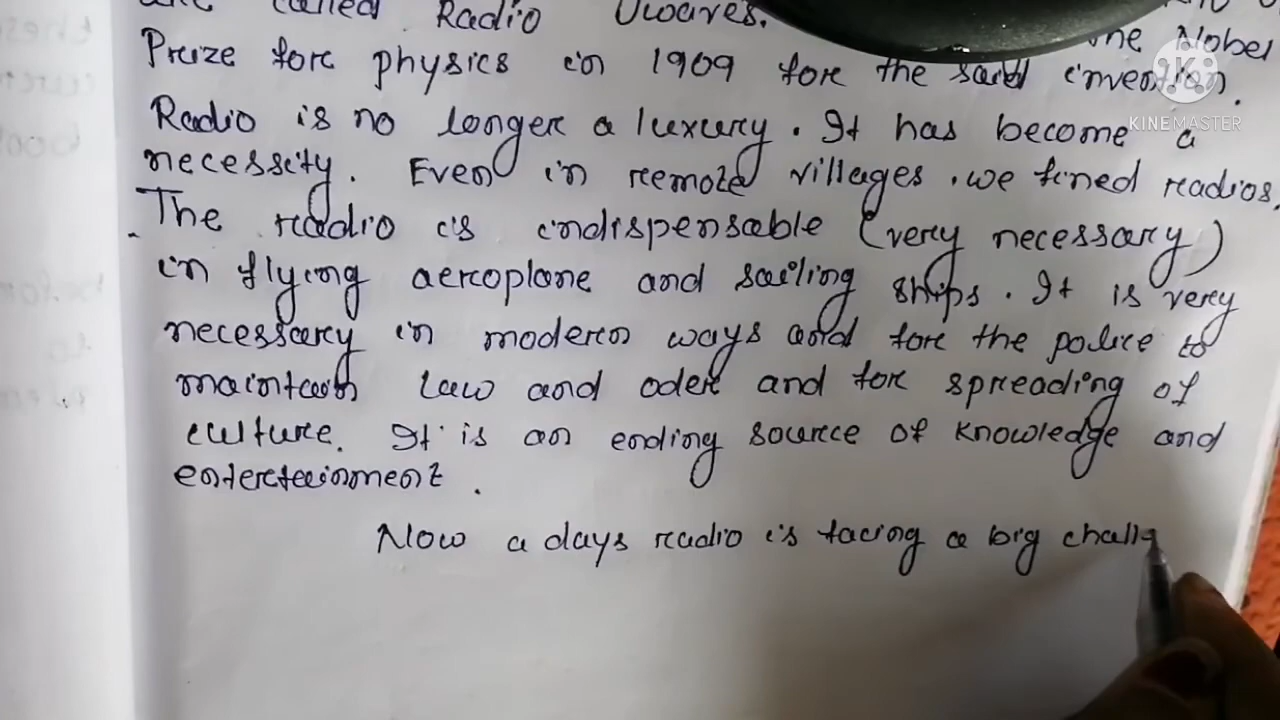 are called Radio Waves.
the Nobel
Prize for physics in 1909 for the said invention.
Radio is no longer a luxury. It has become a
necessity. Even in remote villages. we fined radios.
The radio is indispensable (very necessary)
in flying aeroplane and sailing ships. It is very
necessary in modern ways and for the police to
maintain law and oder and for spreading of
culture. It is an ending source of knowledge and
entertainment.
Now a days radio is facing a big challe
KINEMASTER